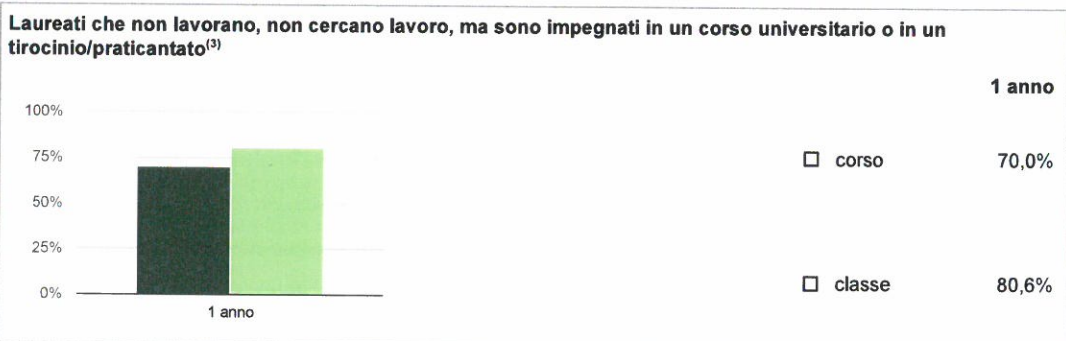 Laureati che non lavorano, non cercano lavoro, ma sono impegnati in un corso universitario o in un
tirocinio/praticantato(3)
1 anno
100%
75%
50%
25%
0%
1 anno
corso 70,0%
classe 80,6%